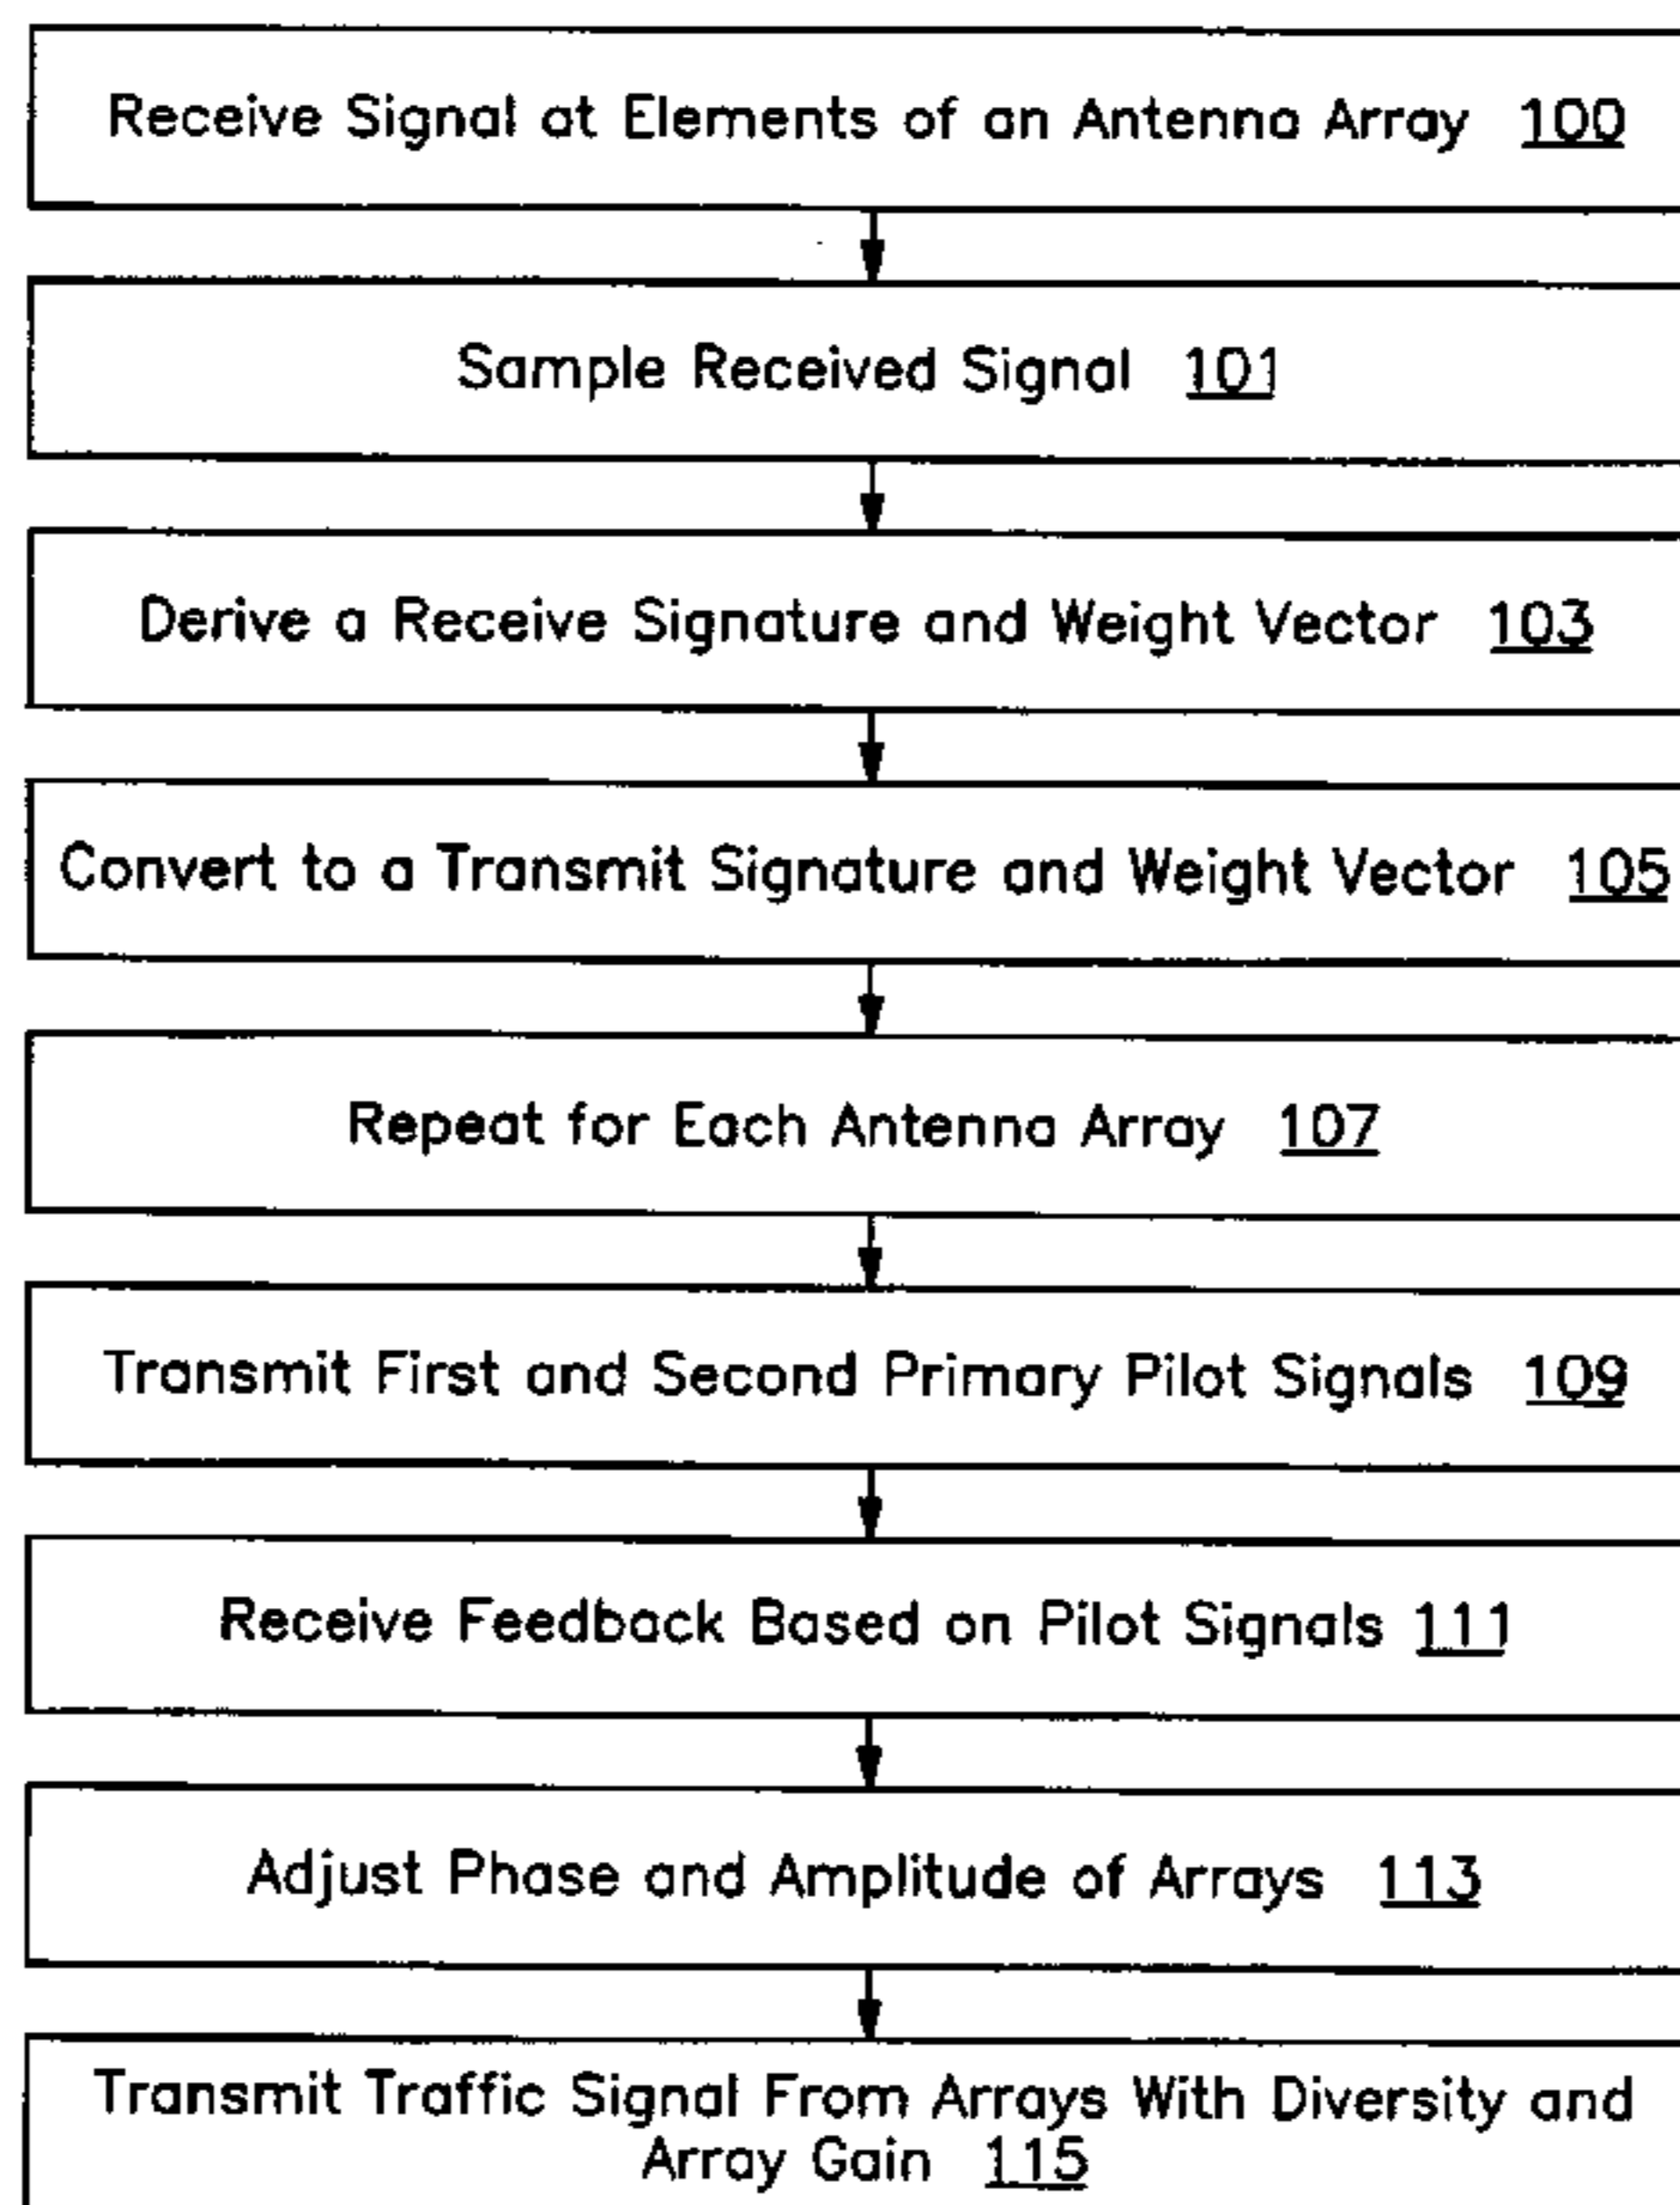 Receive Signal at Elements of an Antenna Array 100
Sample Received Signal 101
Derive a Receive Signature and Weight Vector 103
Convert to a Transmit Signature and Weight Vector 105
Repeat for Each Antenna Array 107
Transmit First and Second Primary Pilot Signals 109
Receive Feedback Based on Pilot Signals 111
Adjust Phase and Amplitude of Arrays 113
Transmit Traffic Signal From Arrays With Diversity and
Array Gain 115